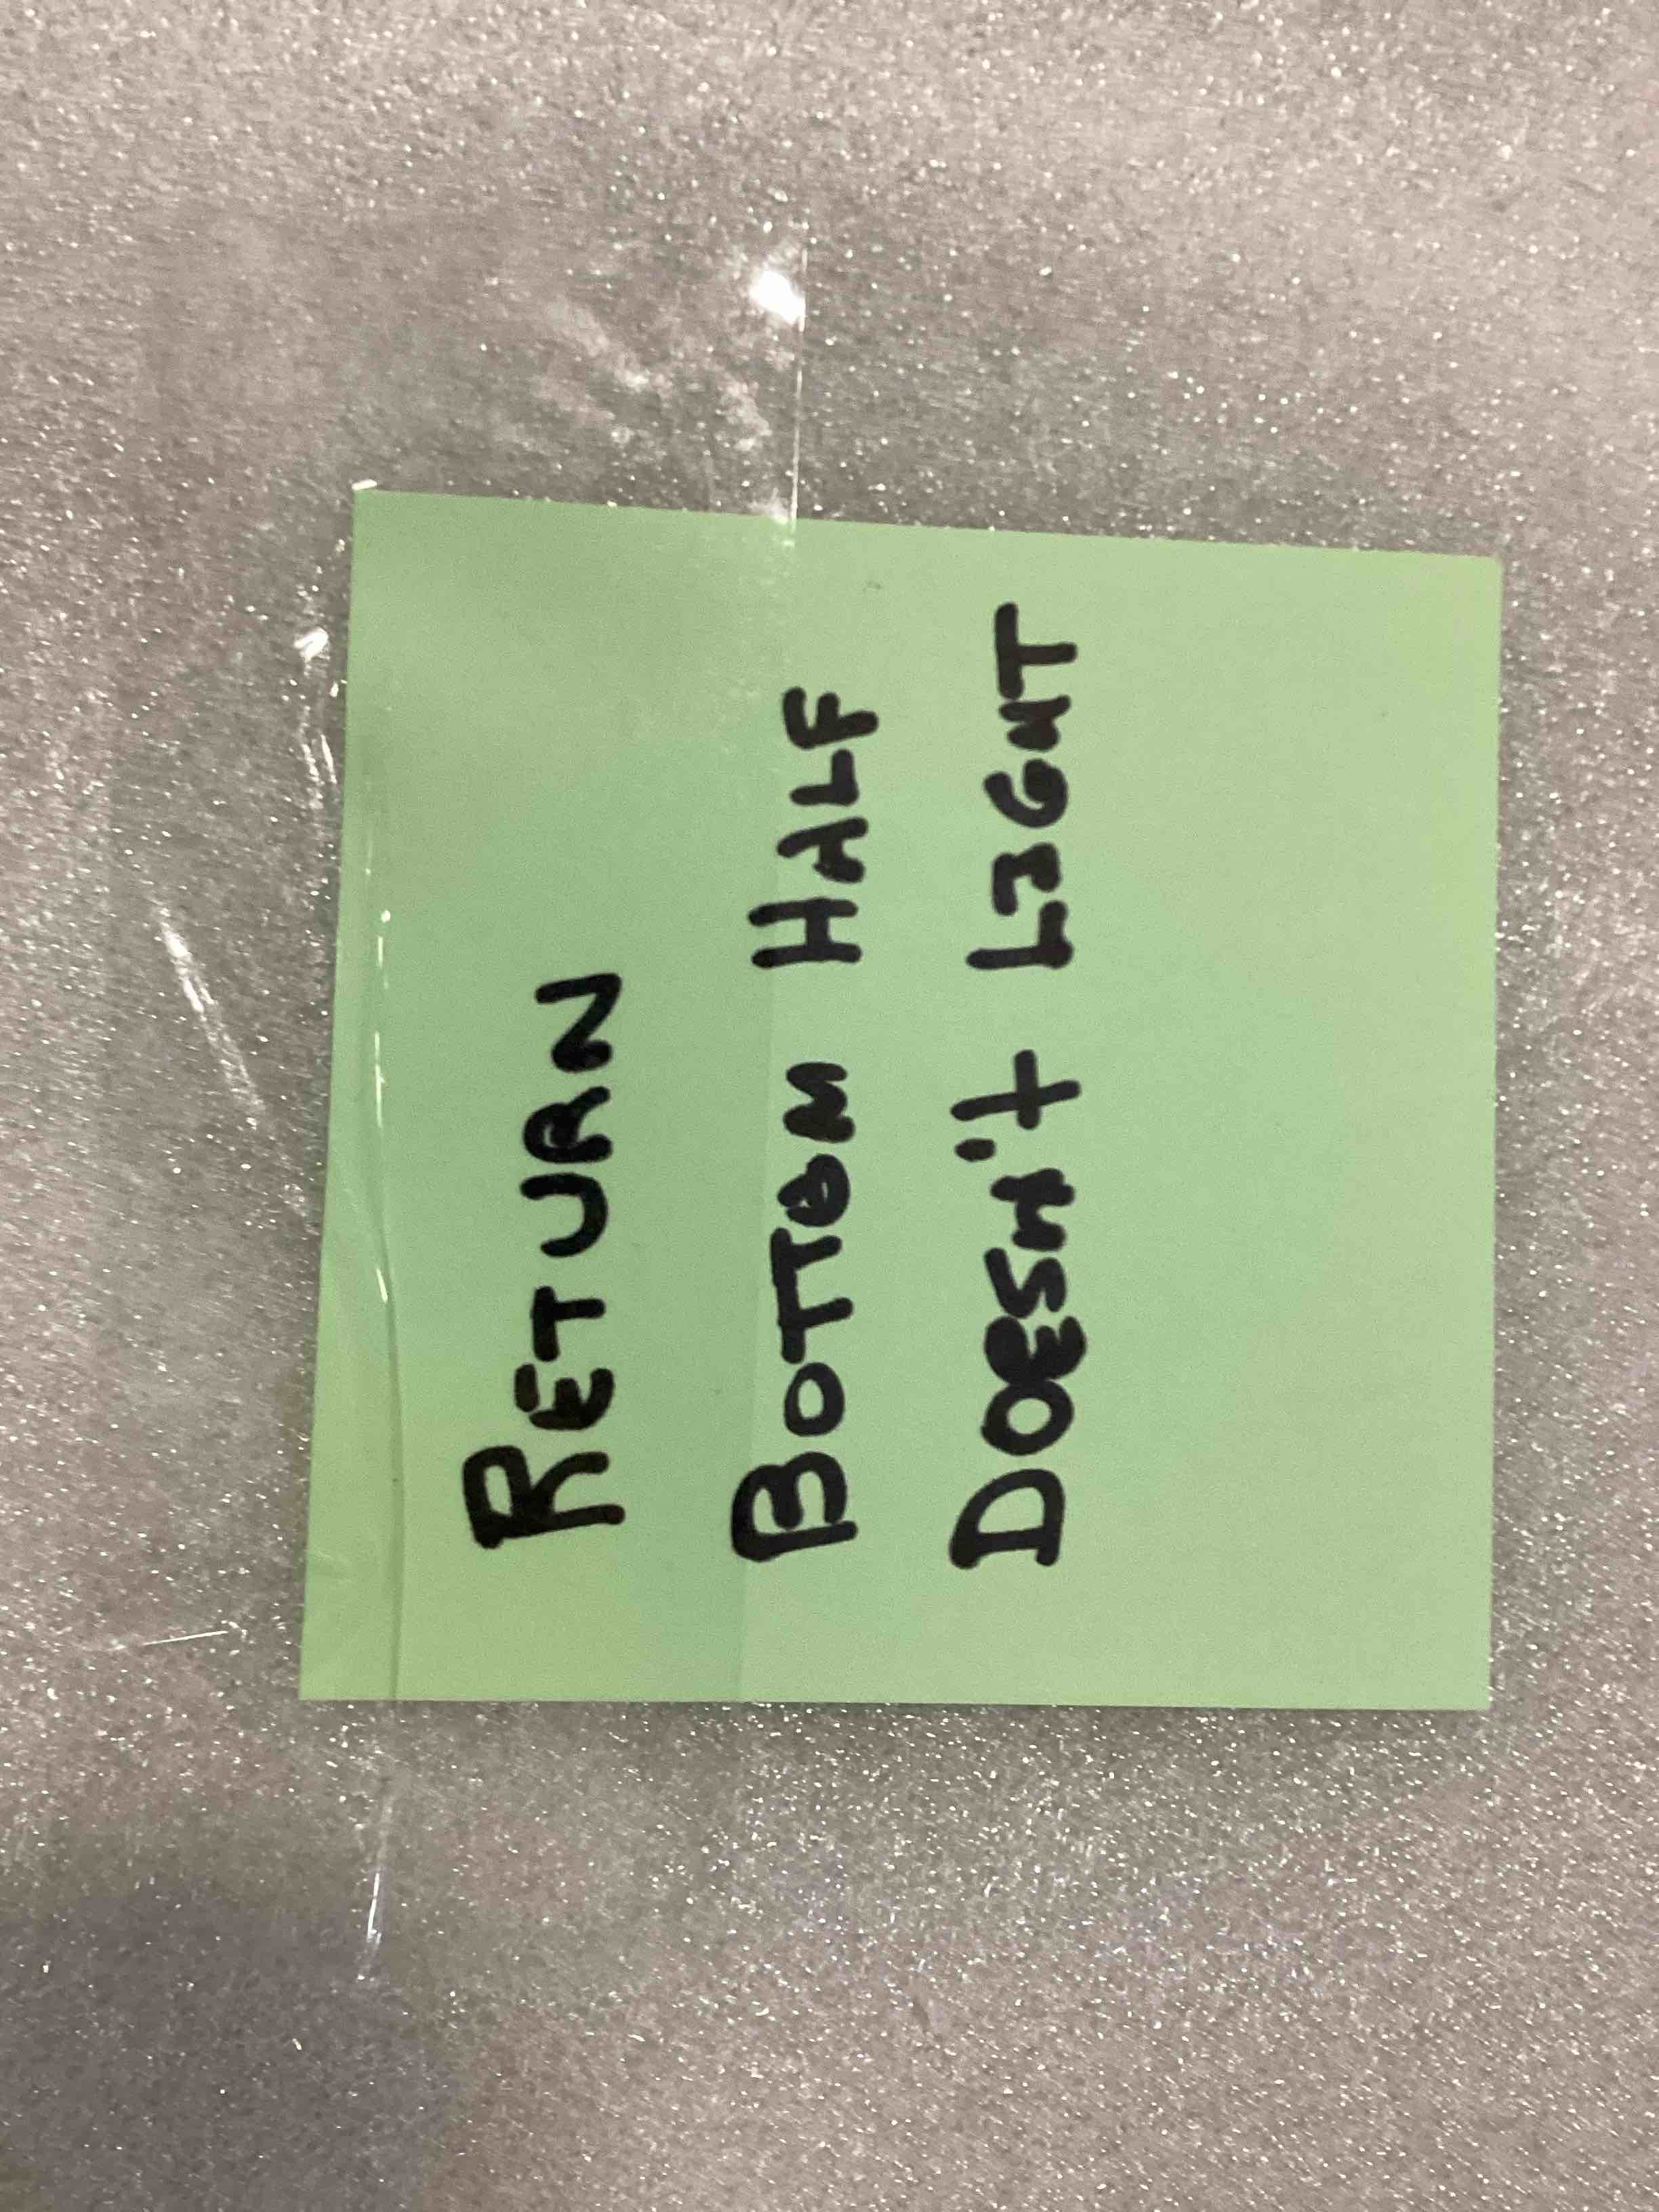 RETURN
BOTTOM HALF
DOESN't LIGHT